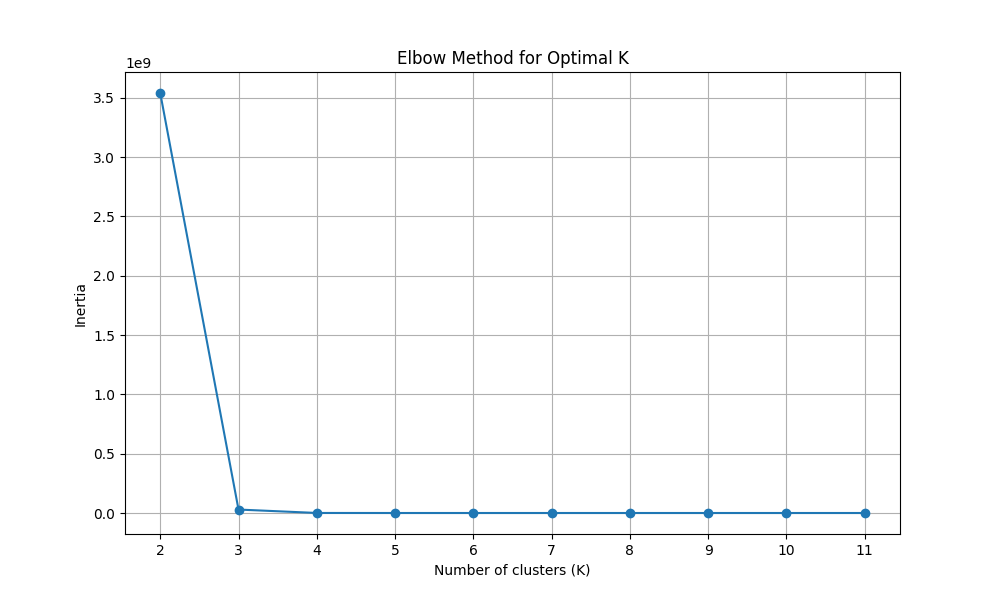 Elbow Method for Optimal K
1e9
3.5
3.0
2.5
2.0
1.5
1.0
0.5
0.0
Inertia
2 3 4 5 6 7 8 9 10 11
Number of clusters (K)